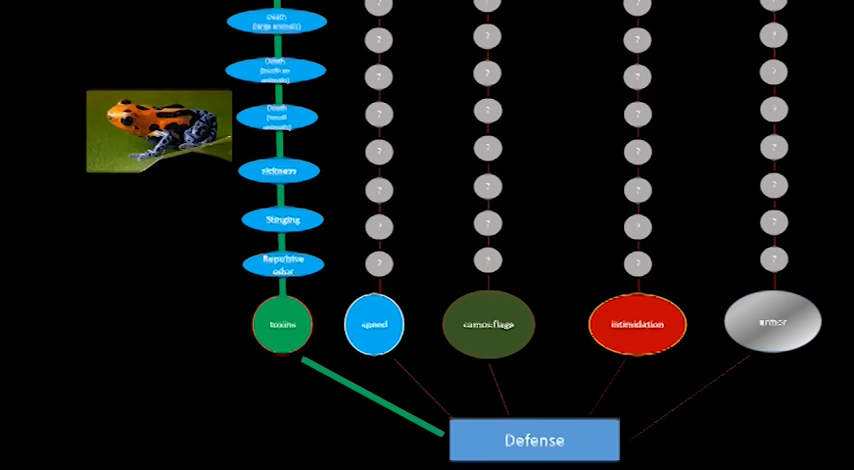 Death
(large animals)
Death
(medium
animals)
Death
(small
animals)
sickness
Stinging
Repulsive
odor
? ? ? ?
? ? ? ?
? ? ? ?
? ? ? ?
? ? ? ?
? ? ? ?
? ? ? ?
toxins
speed
camouflage
intimidation
armor
Defense